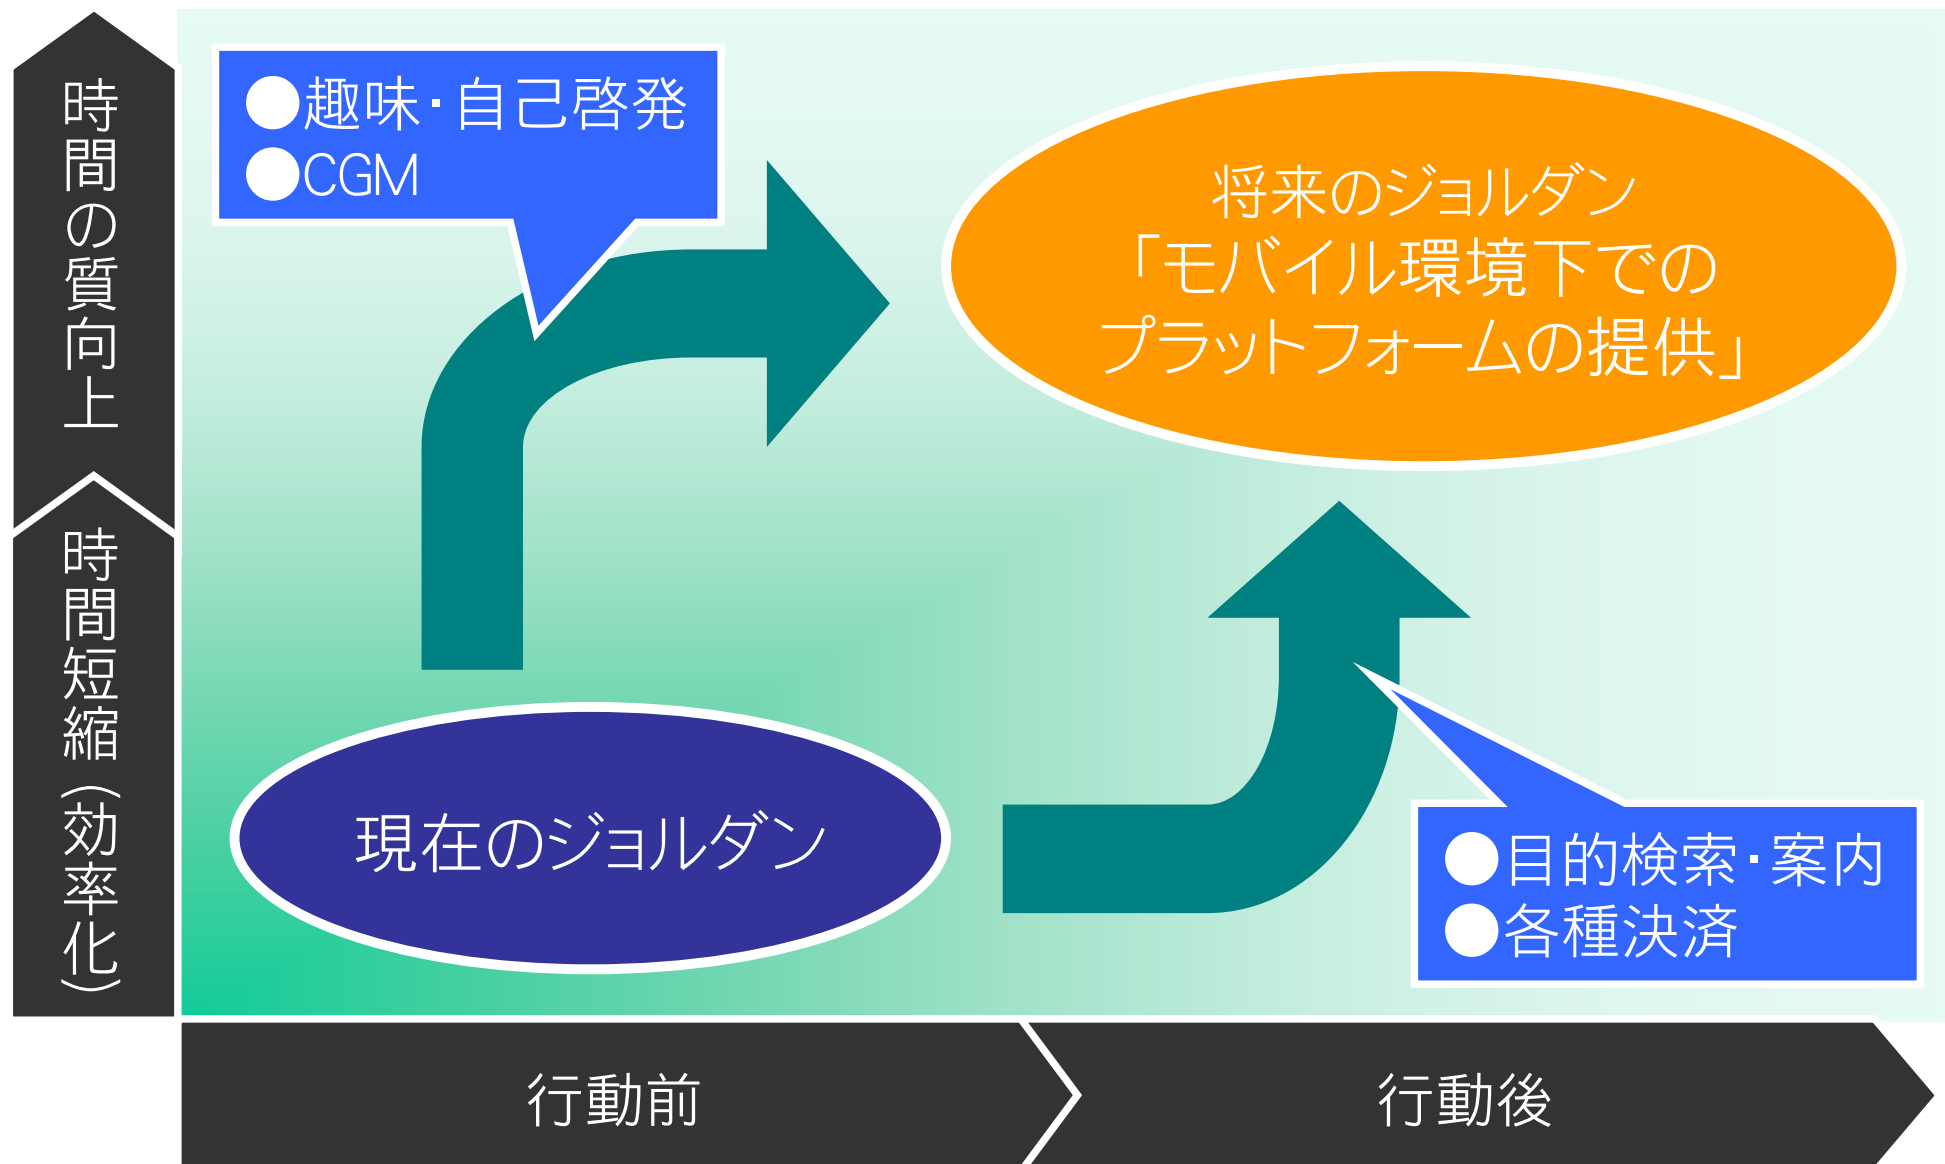 時間の質向上
時間短縮（効率化）
●趣味・自己啓発
●CGM
将来のジョルダン
「モバイル環境下での
プラットフォームの提供」
現在のジョルダン
●目的検索・案内
●各種決済
行動前
行動後